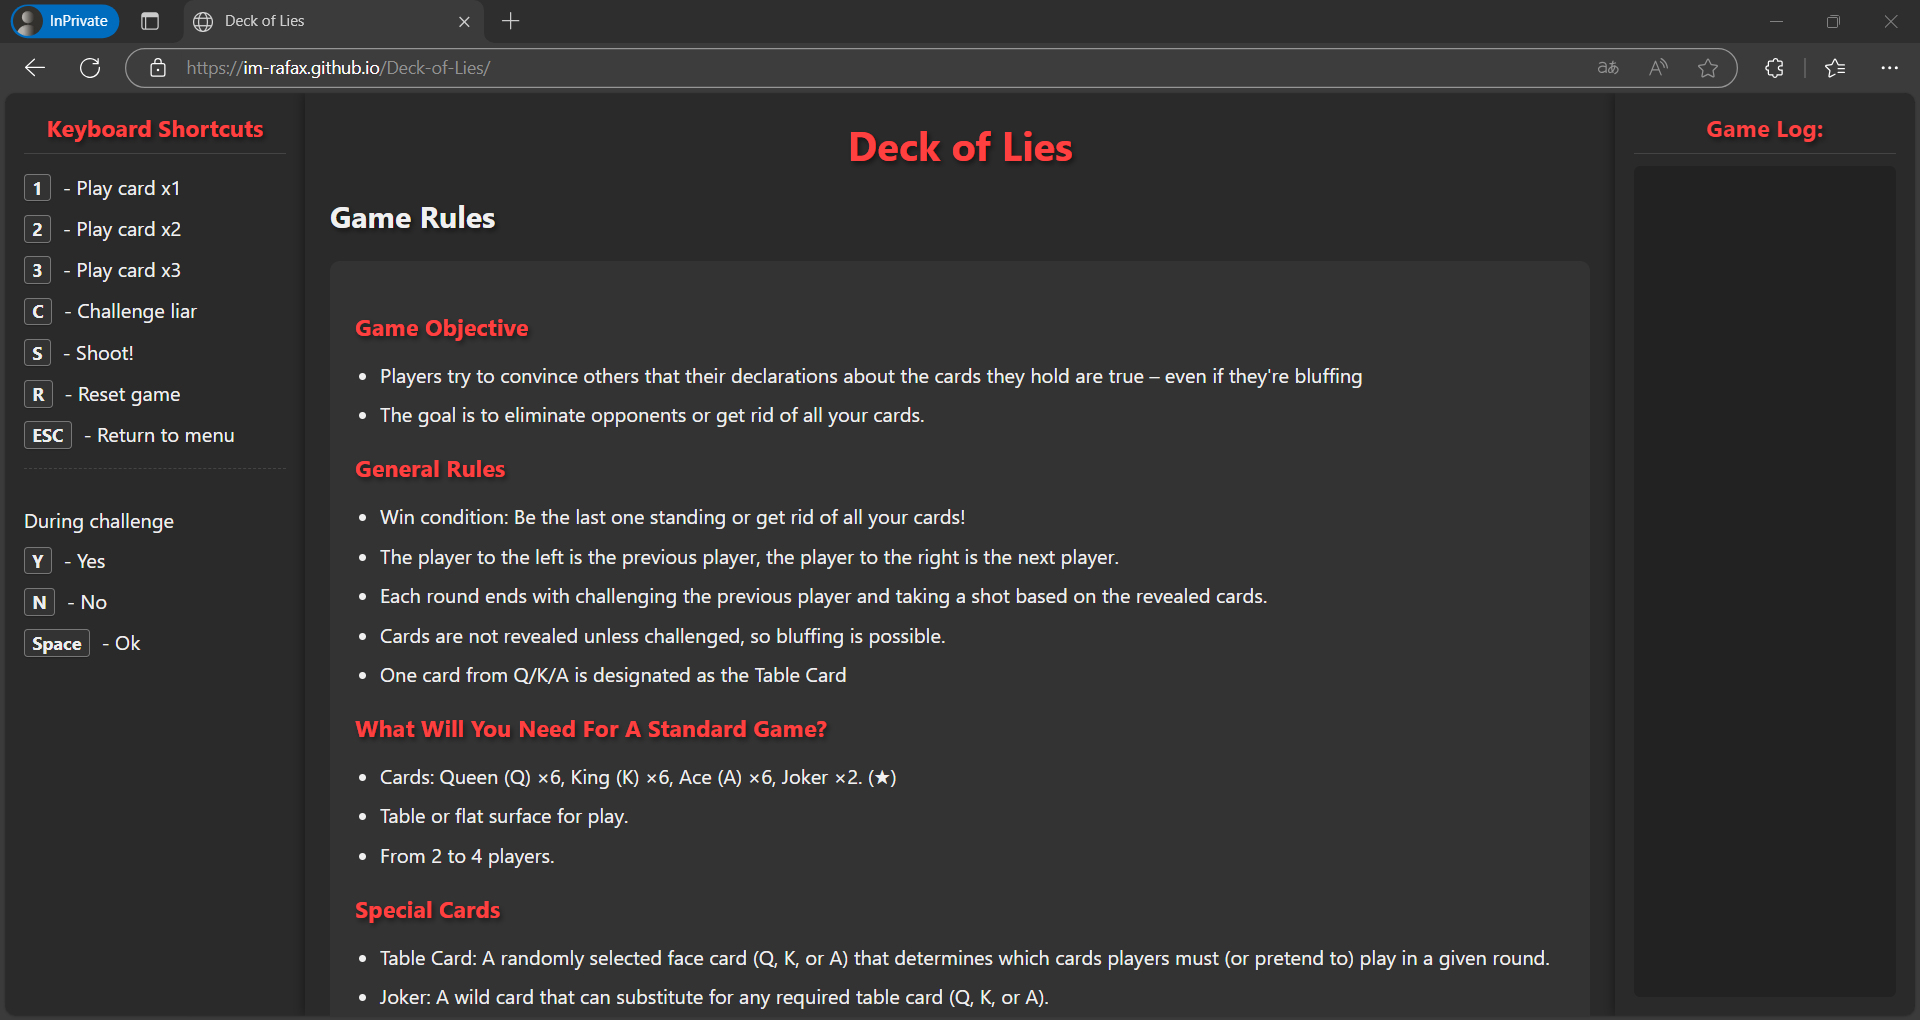 InPrivate
Deck of Lies
https://im-rafax.github.io/Deck-of-Lies/
aあ
A
Keyboard Shortcuts
1 - Play card x1
2 - Play card x2
3 - Play card x3
C - Challenge liar
S - Shoot!
R - Reset game
ESC - Return to menu
During challenge
Y - Yes
N - No
Space - Ok
Deck of Lies
Game Rules
Game Objective
• Players try to convince others that their declarations about the cards they hold are true – even if they're bluffing
• The goal is to eliminate opponents or get rid of all your cards.
General Rules
• Win condition: Be the last one standing or get rid of all your cards!
• The player to the left is the previous player, the player to the right is the next player.
• Each round ends with challenging the previous player and taking a shot based on the revealed cards.
• Cards are not revealed unless challenged, so bluffing is possible.
• One card from Q/K/A is designated as the Table Card
What Will You Need For A Standard Game?
• Cards: Queen (Q) ×6, King (K) ×6, Ace (A) ×6, Joker ×2. (★)
• Table or flat surface for play.
• From 2 to 4 players.
Special Cards
• Table Card: A randomly selected face card (Q, K, or A) that determines which cards players must (or pretend to) play in a given round.
• Joker: A wild card that can substitute for any required table card (Q, K, or A).
Game Log: